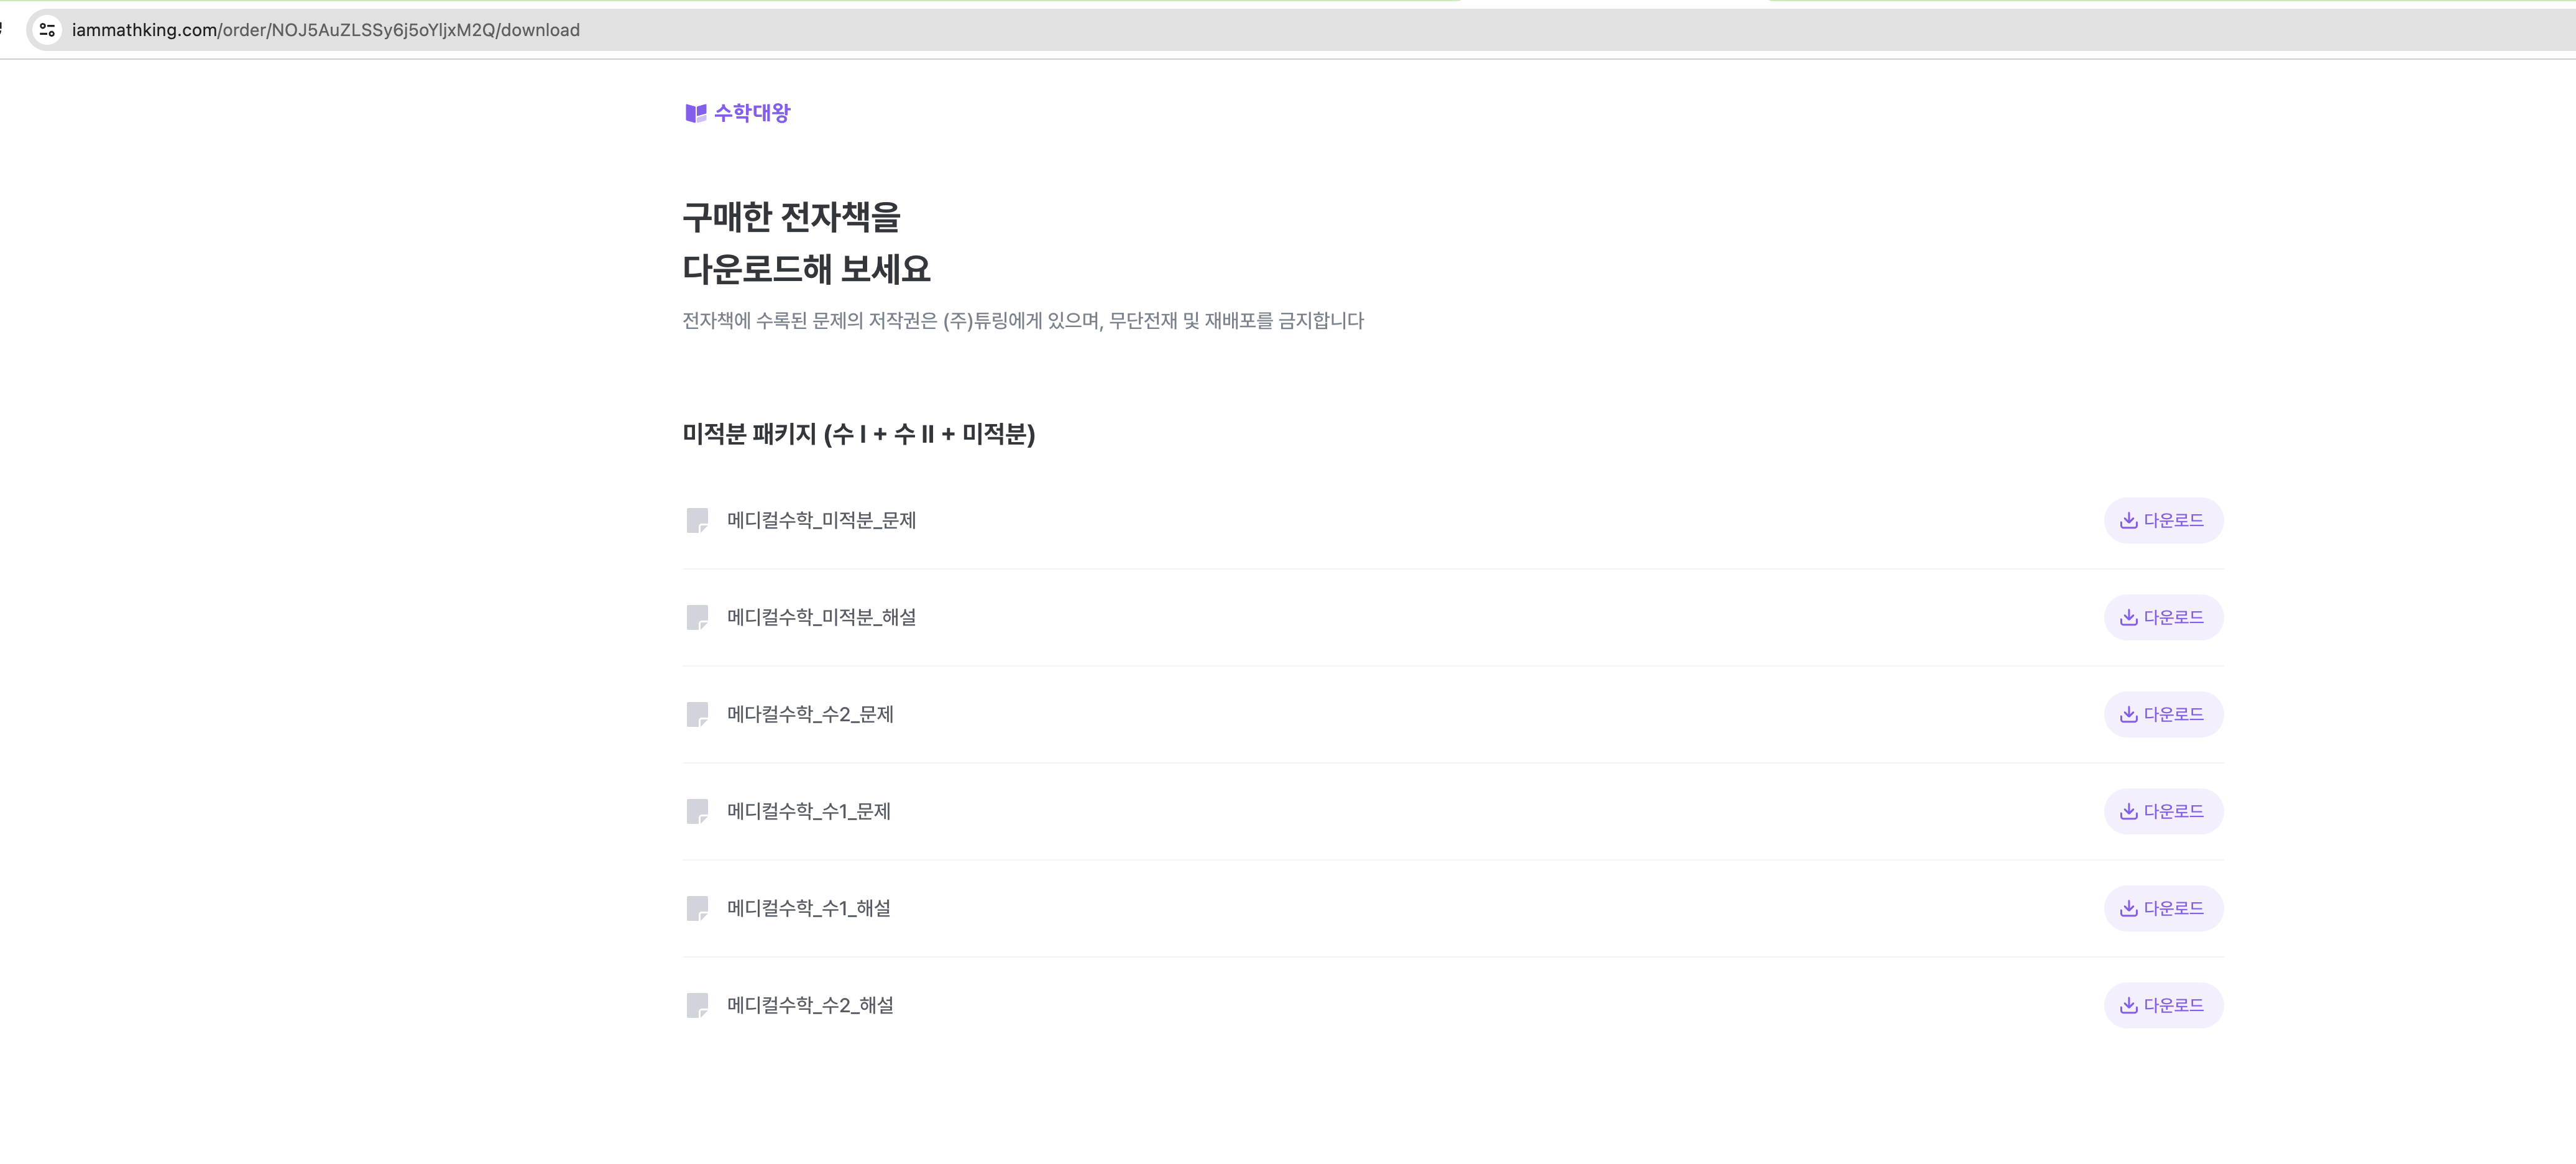 iammathking.com/order/NOJ5AuZLSSy6j5oYljxM2Q/download
수학대왕
구매한 전자책을
다운로드해 보세요
전자책에 수록된 문제의 저작권은 (주)튜링에게 있으며, 무단전재 및 재배포를 금지합니다
미적분 패키지 (수 I + 수 II + 미적분)
메디컬수학_미적분_문제 다운로드
메디컬수학_미적분_해설 다운로드
메다컬수학_수2_문제 다운로드
메디컬수학_수1_문제 다운로드
메디컬수학_수1_해설 다운로드
메디컬수학_수2_해설 다운로드